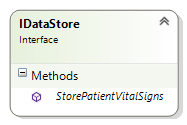 IDataStore
Interface
Methods
StorePatientVitalSigns